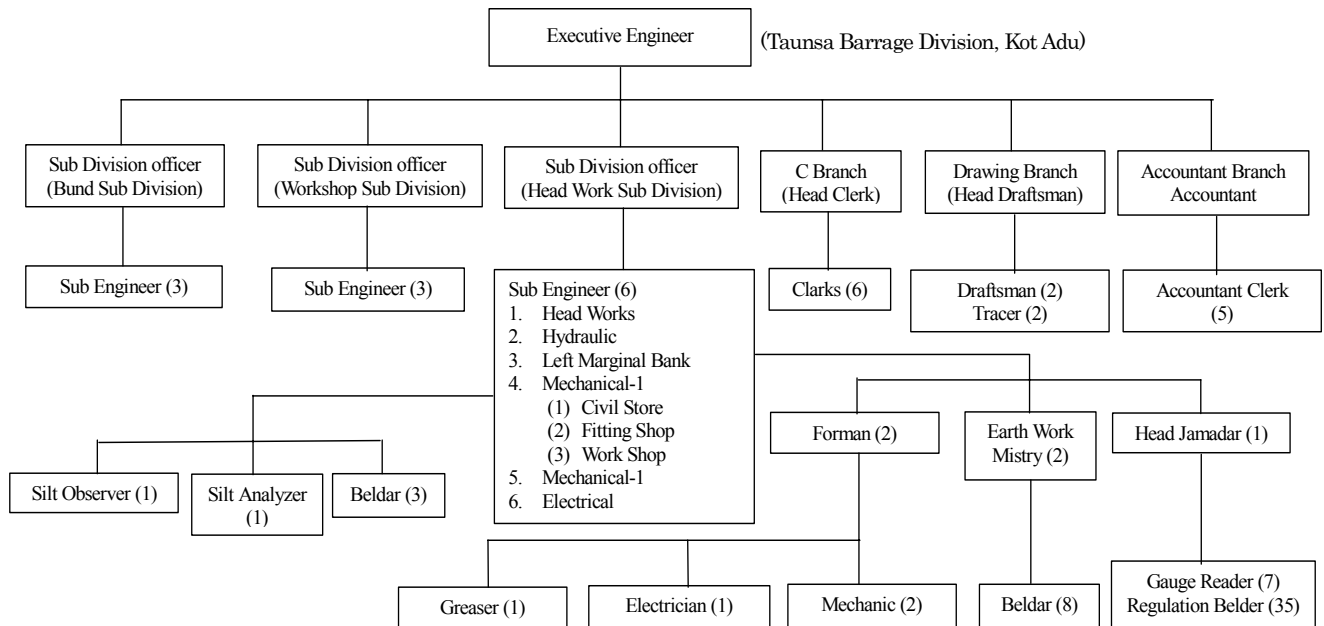 Executive Engineer
(Taunsa Barrage Division, Kot Adu)
Sub Division officer
(Bund Sub Division)
Sub Division officer
(Workshop Sub Division)
Sub Division officer
(Head Work Sub Division)
C Branch
(Head Clerk)
Drawing Branch
(Head Draftsman)
Accountant Branch
Accountant
Sub Engineer (3)
Sub Engineer (3)
Sub Engineer (6)
1. Head Works
2. Hydraulic
3. Left Marginal Bank
4. Mechanical-1
(1) Civil Store
(2) Fitting Shop
(3) Work Shop
5. Mechanical-1
6. Electrical
Clarks (6)
Draftsman (2)
Tracer (2)
Accountant Clerk
(5)
Silt Observer (1)
Silt Analyzer
(1)
Beldar (3)
Forman (2)
Earth Work
Mistry (2)
Head Jamadar (1)
Greaser (1)
Electrician (1)
Mechanic (2)
Beldar (8)
Gauge Reader (7)
Regulation Belder (35)